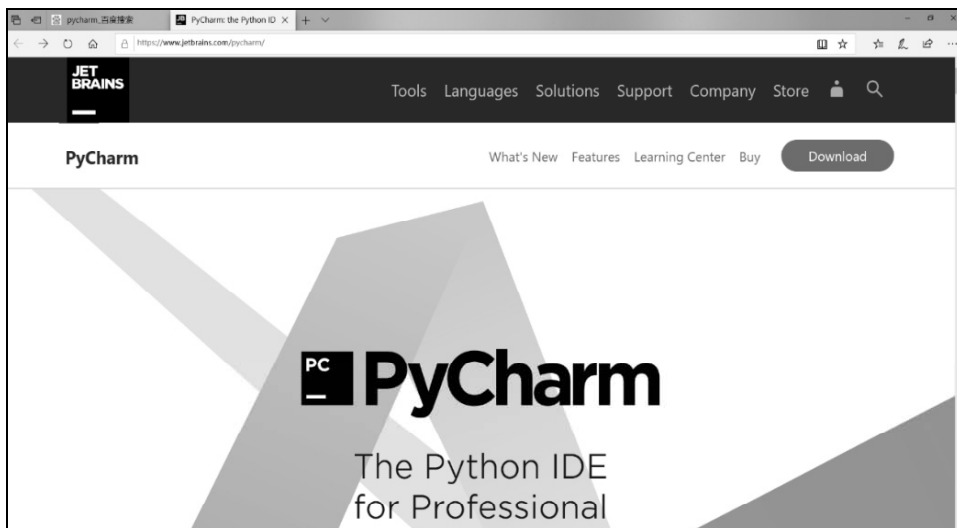 pycharm_百度搜索 PyCharm: the Python ID
https://www.jetbrains.com/pycharm/
JET
BRAINS
Tools Languages Solutions Support Company Store
PyCharm What's New Features Learning Center Buy Download
PC PyCharm
The Python IDE
for Professional